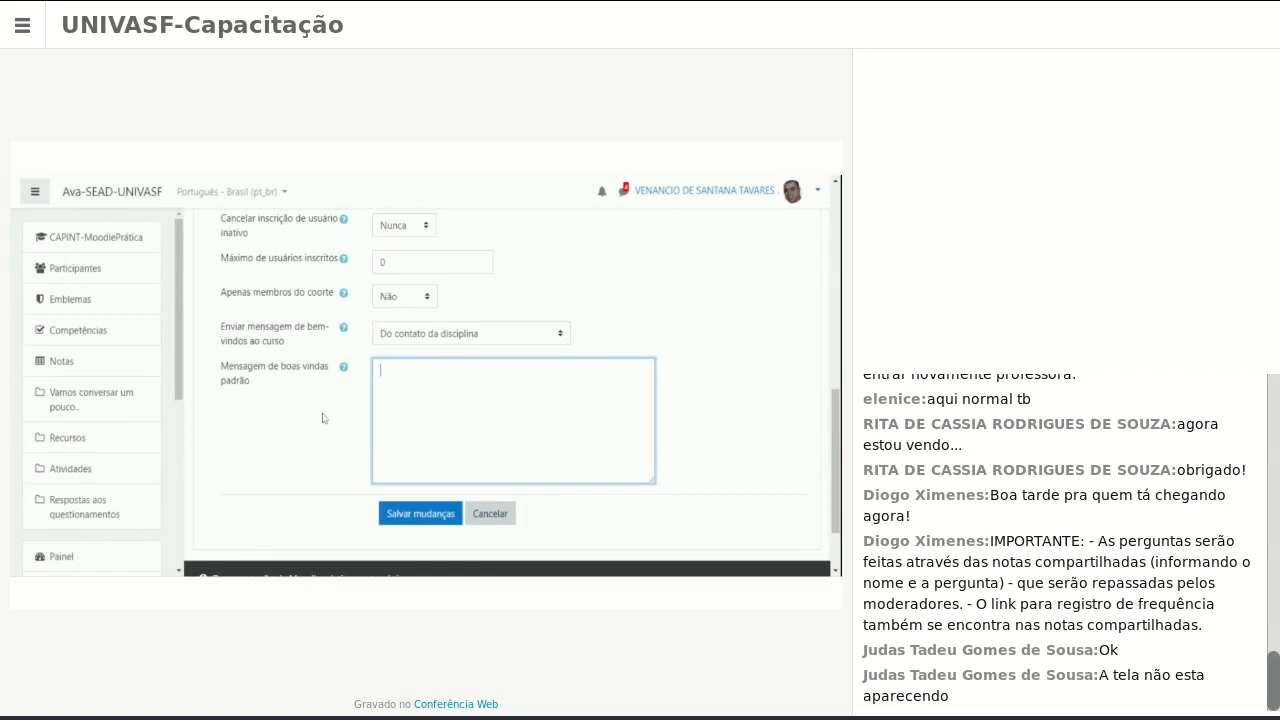 UNIVASF-Capacitação
Ava-SEAD-UNIVASF
Português - Brasil (pt_br)
VENANCIO DE SANTANA TAVARES .
CAPINT-MoodlePrática
Participantes
Emblemas
Competências
Notas
Vamos conversar um
pouco..
Recursos
Atividades
Respostas aos
questionamentos
Painel
Cancelar inscrição de usuário
inativo
Nunca
Máximo de usuários inscritos
0
Apenas membros do coorte
Não
Enviar mensagem de bem-
vindos ao curso
Do contato da disciplina
Mensagem de boas vindas
padrão
Salvar mudanças
Cancelar
entrar novamente professora.
elenice:aqui normal tb
RITA DE CASSIA RODRIGUES DE SOUZA:agora
estou vendo...
RITA DE CASSIA RODRIGUES DE SOUZA:obrigado!
Diogo Ximenes:Boa tarde pra quem tá chegando
agora!
Diogo Ximenes:IMPORTANTE: - As perguntas serão
feitas através das notas compartilhadas (informando o
nome e a pergunta) - que serão repassadas pelos
moderadores. - O link para registro de frequência
também se encontra nas notas compartilhadas.
Judas Tadeu Gomes de Sousa:Ok
Judas Tadeu Gomes de Sousa:A tela não esta
aparecendo
Gravado no Conferência Web